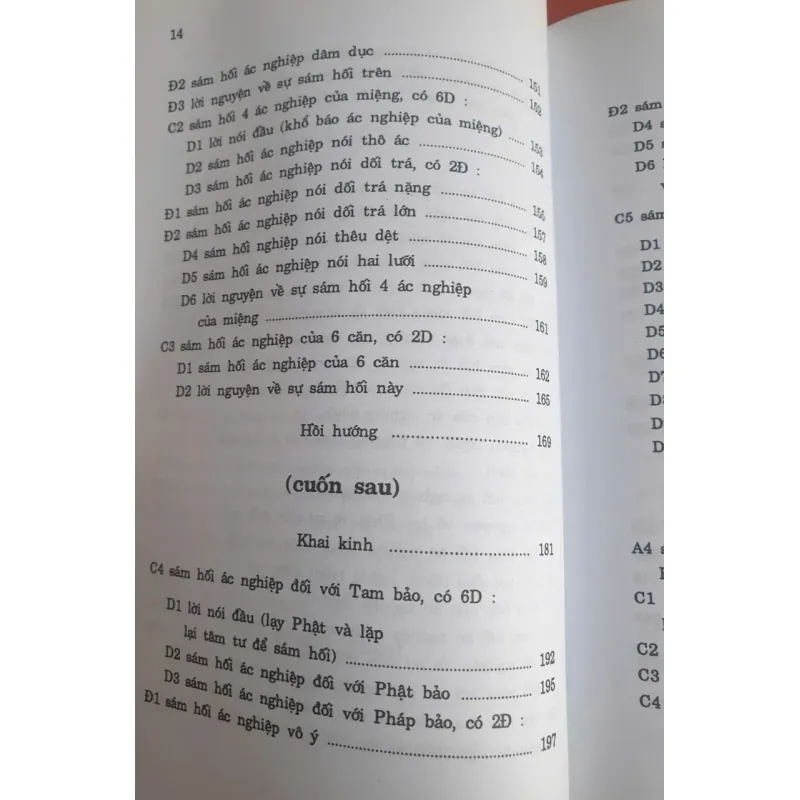 14
Đ2 sám hối ác nghiệp dâm dục ........ 151
Đ3 lời nguyện về sự sám hối trên ........ 152
C2 sám hối 4 ác nghiệp của miệng, có 6D :
D1 lời nói đầu (khổ báo ác nghiệp của miệng) ..... 153
D2 sám hối ác nghiệp nói thô ác ........ 154
D3 sám hối ác nghiệp nói dối trá, có 2Đ :
Đ1 sám hối ác nghiệp nói dối trá nặng ........ 156
Đ2 sám hối ác nghiệp nói dối trá lớn ........ 157
D4 sám hối ác nghiệp nói thêu dệt ........ 158
D5 sám hối ác nghiệp nói hai lưỡi ........ 159
D6 lời nguyện về sự sám hối 4 ác nghiệp
của miệng ........ 161
C3 sám hối ác nghiệp của 6 căn, có 2D :
D1 sám hối ác nghiệp của 6 căn ........ 162
D2 lời nguyện về sự sám hối này ........ 165
Hồi hướng ........ 169
(cuốn sau)
Khai kinh ........ 181
C4 sám hối ác nghiệp đối với Tam bảo, có 6D :
D1 lời nói đầu (lạy Phật và lặp
lại tâm tư để sám hối) ........ 192
D2 sám hối ác nghiệp đối với Phật bảo ........ 195
D3 sám hối ác nghiệp đối với Pháp bảo, có 2Đ :
Đ1 sám hối ác nghiệp vô ý ........ 197
Đ2 sám
D4 s
D5 s
D6
C5 sám
D1
D2
D3
D4
D5
D6
D7
D
D
D
A4 s
C1
C2
C3
C4